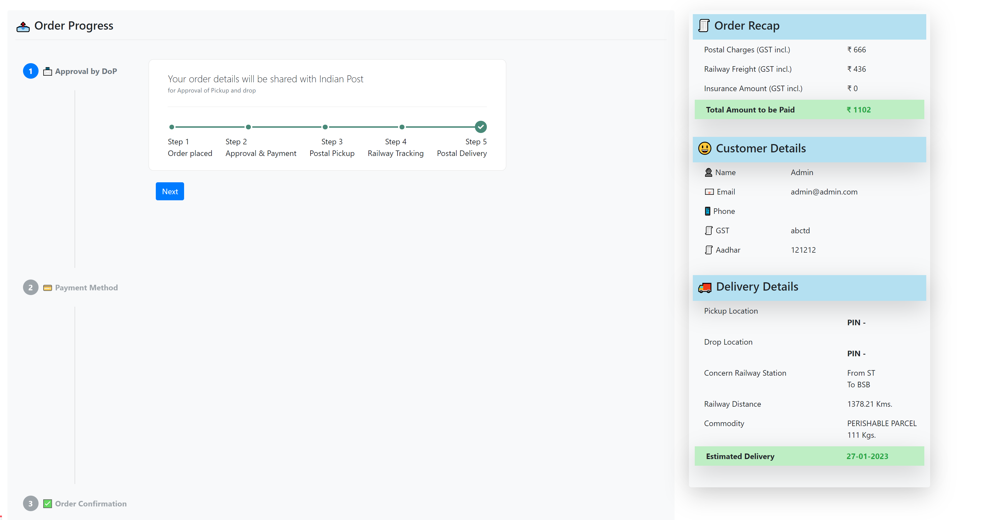 Order Progress
1 Approval by DoP
Your order details will be shared with Indian Post
for Approval of Pickup and drop
Step 1 Step 2 Step 3 Step 4 Step 5
Order placed Approval & Payment Postal Pickup Railway Tracking Postal Delivery
Next
2 Payment Method
3 Order Confirmation
Order Recap
Postal Charges (GST incl.) ₹ 666
Railway Freight (GST incl.) ₹ 436
Insurance Amount (GST incl.) ₹ 0
Total Amount to be Paid ₹ 1102
Customer Details
Name Admin
Email admin@admin.com
Phone
GST abctd
Aadhar 121212
Delivery Details
Pickup Location
PIN -
Drop Location
PIN -
Concern Railway Station From ST
To BSB
Railway Distance 1378.21 Kms.
Commodity PERISHABLE PARCEL
111 Kgs.
Estimated Delivery 27-01-2023